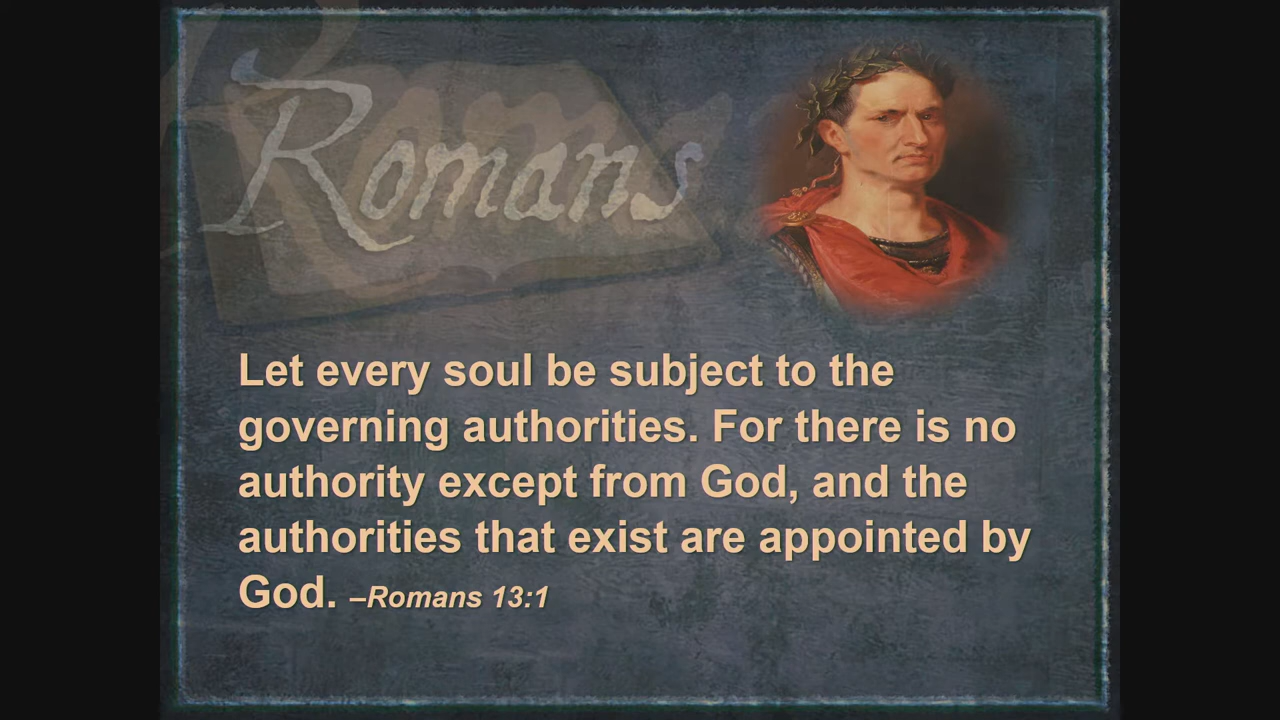 Romans
Let every soul be subject to the
governing authorities. For there is no
authority except from God, and the
authorities that exist are appointed by
God. –Romans 13:1